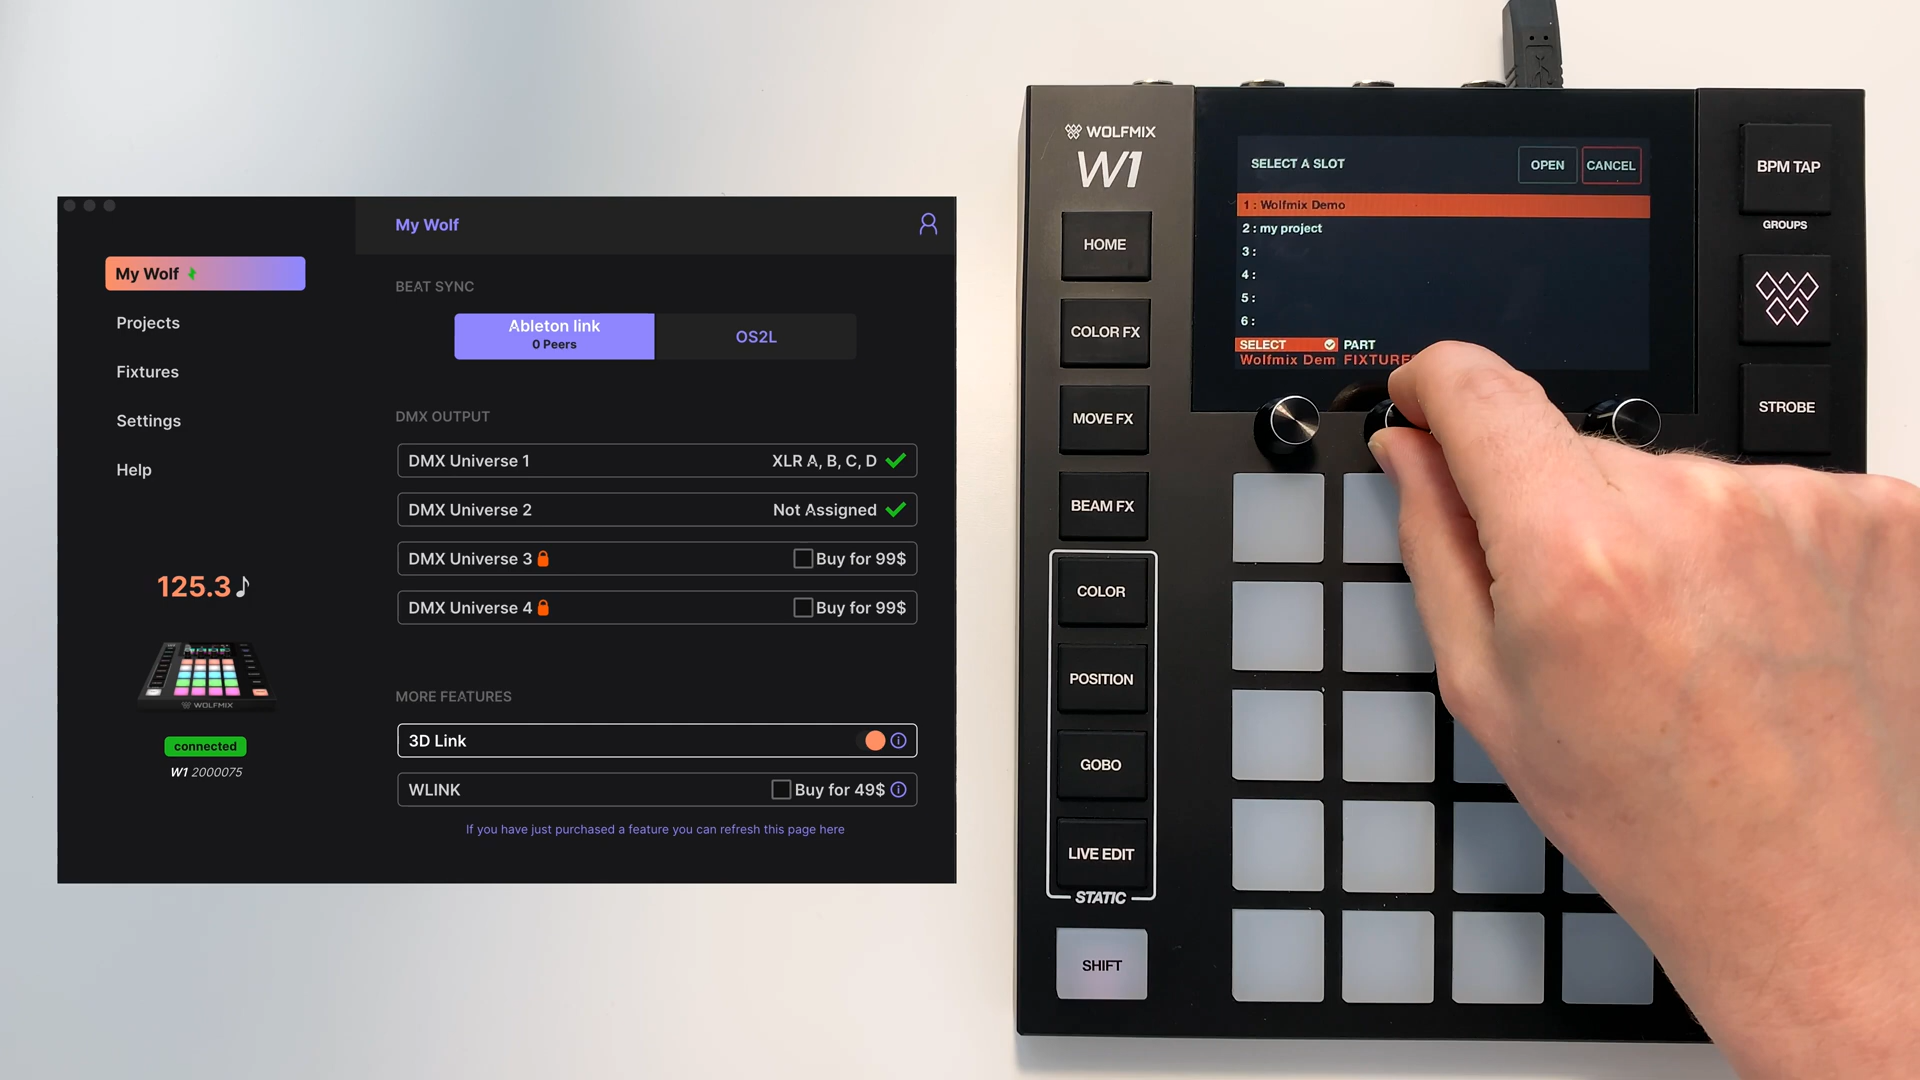 My Wolf
My Wolf
Projects
Fixtures
Settings
Help
125.3
WOLFMIX
connected
W1 2000075
BEAT SYNC
Ableton link
0 Peers
OS2L
DMX OUTPUT
DMX Universe 1 XLR A, B, C, D
DMX Universe 2 Not Assigned
DMX Universe 3 Buy for 99$
DMX Universe 4 Buy for 99$
MORE FEATURES
3D Link
WLINK Buy for 49$
If you have just purchased a feature you can refresh this page here
WOLFMIX
W1
HOME
COLOR FX
MOVE FX
BEAM FX
COLOR
POSITION
GOBO
LIVE EDIT
STATIC
SHIFT
SELECT A SLOT OPEN CANCEL
1 : Wolfmix Demo
2 : my project
3 :
4 :
5 :
6 :
SELECT PART
Wolfmix Dem FIXTURE
BPM TAP
GROUPS
STROBE